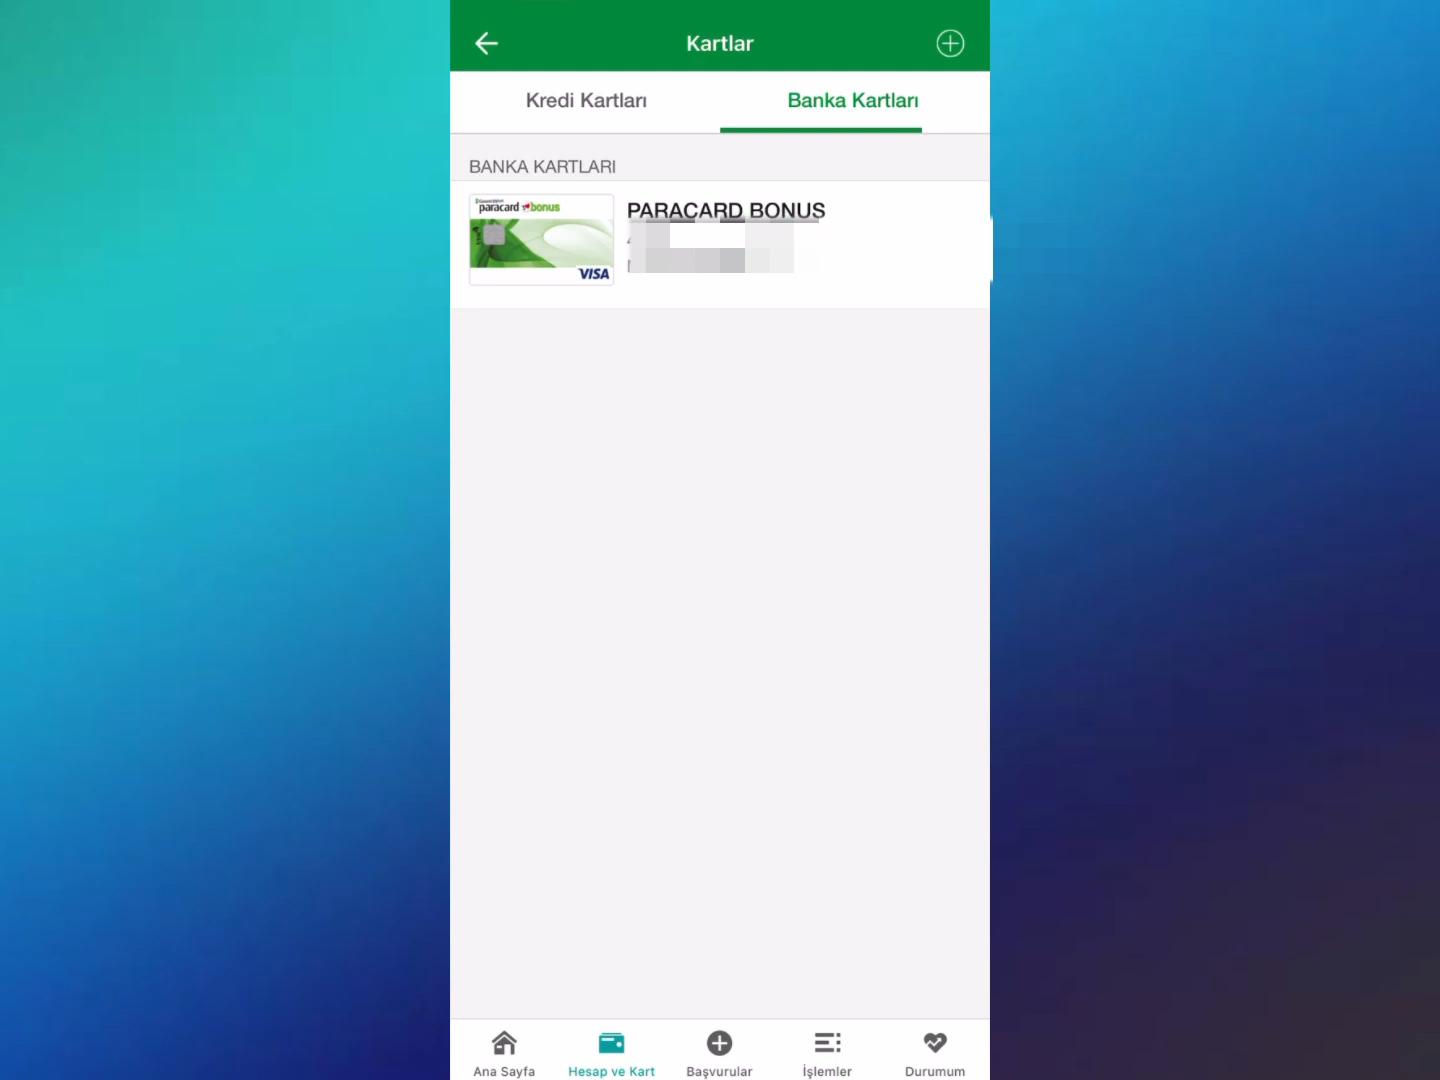 Kartlar
Kredi Kartları
Banka Kartları
BANKA KARTLARI
paracard bonus
VISA
PARACARD BONUS
Ana Sayfa
Hesap ve Kart
Başvurular
İşlemler
Durumum